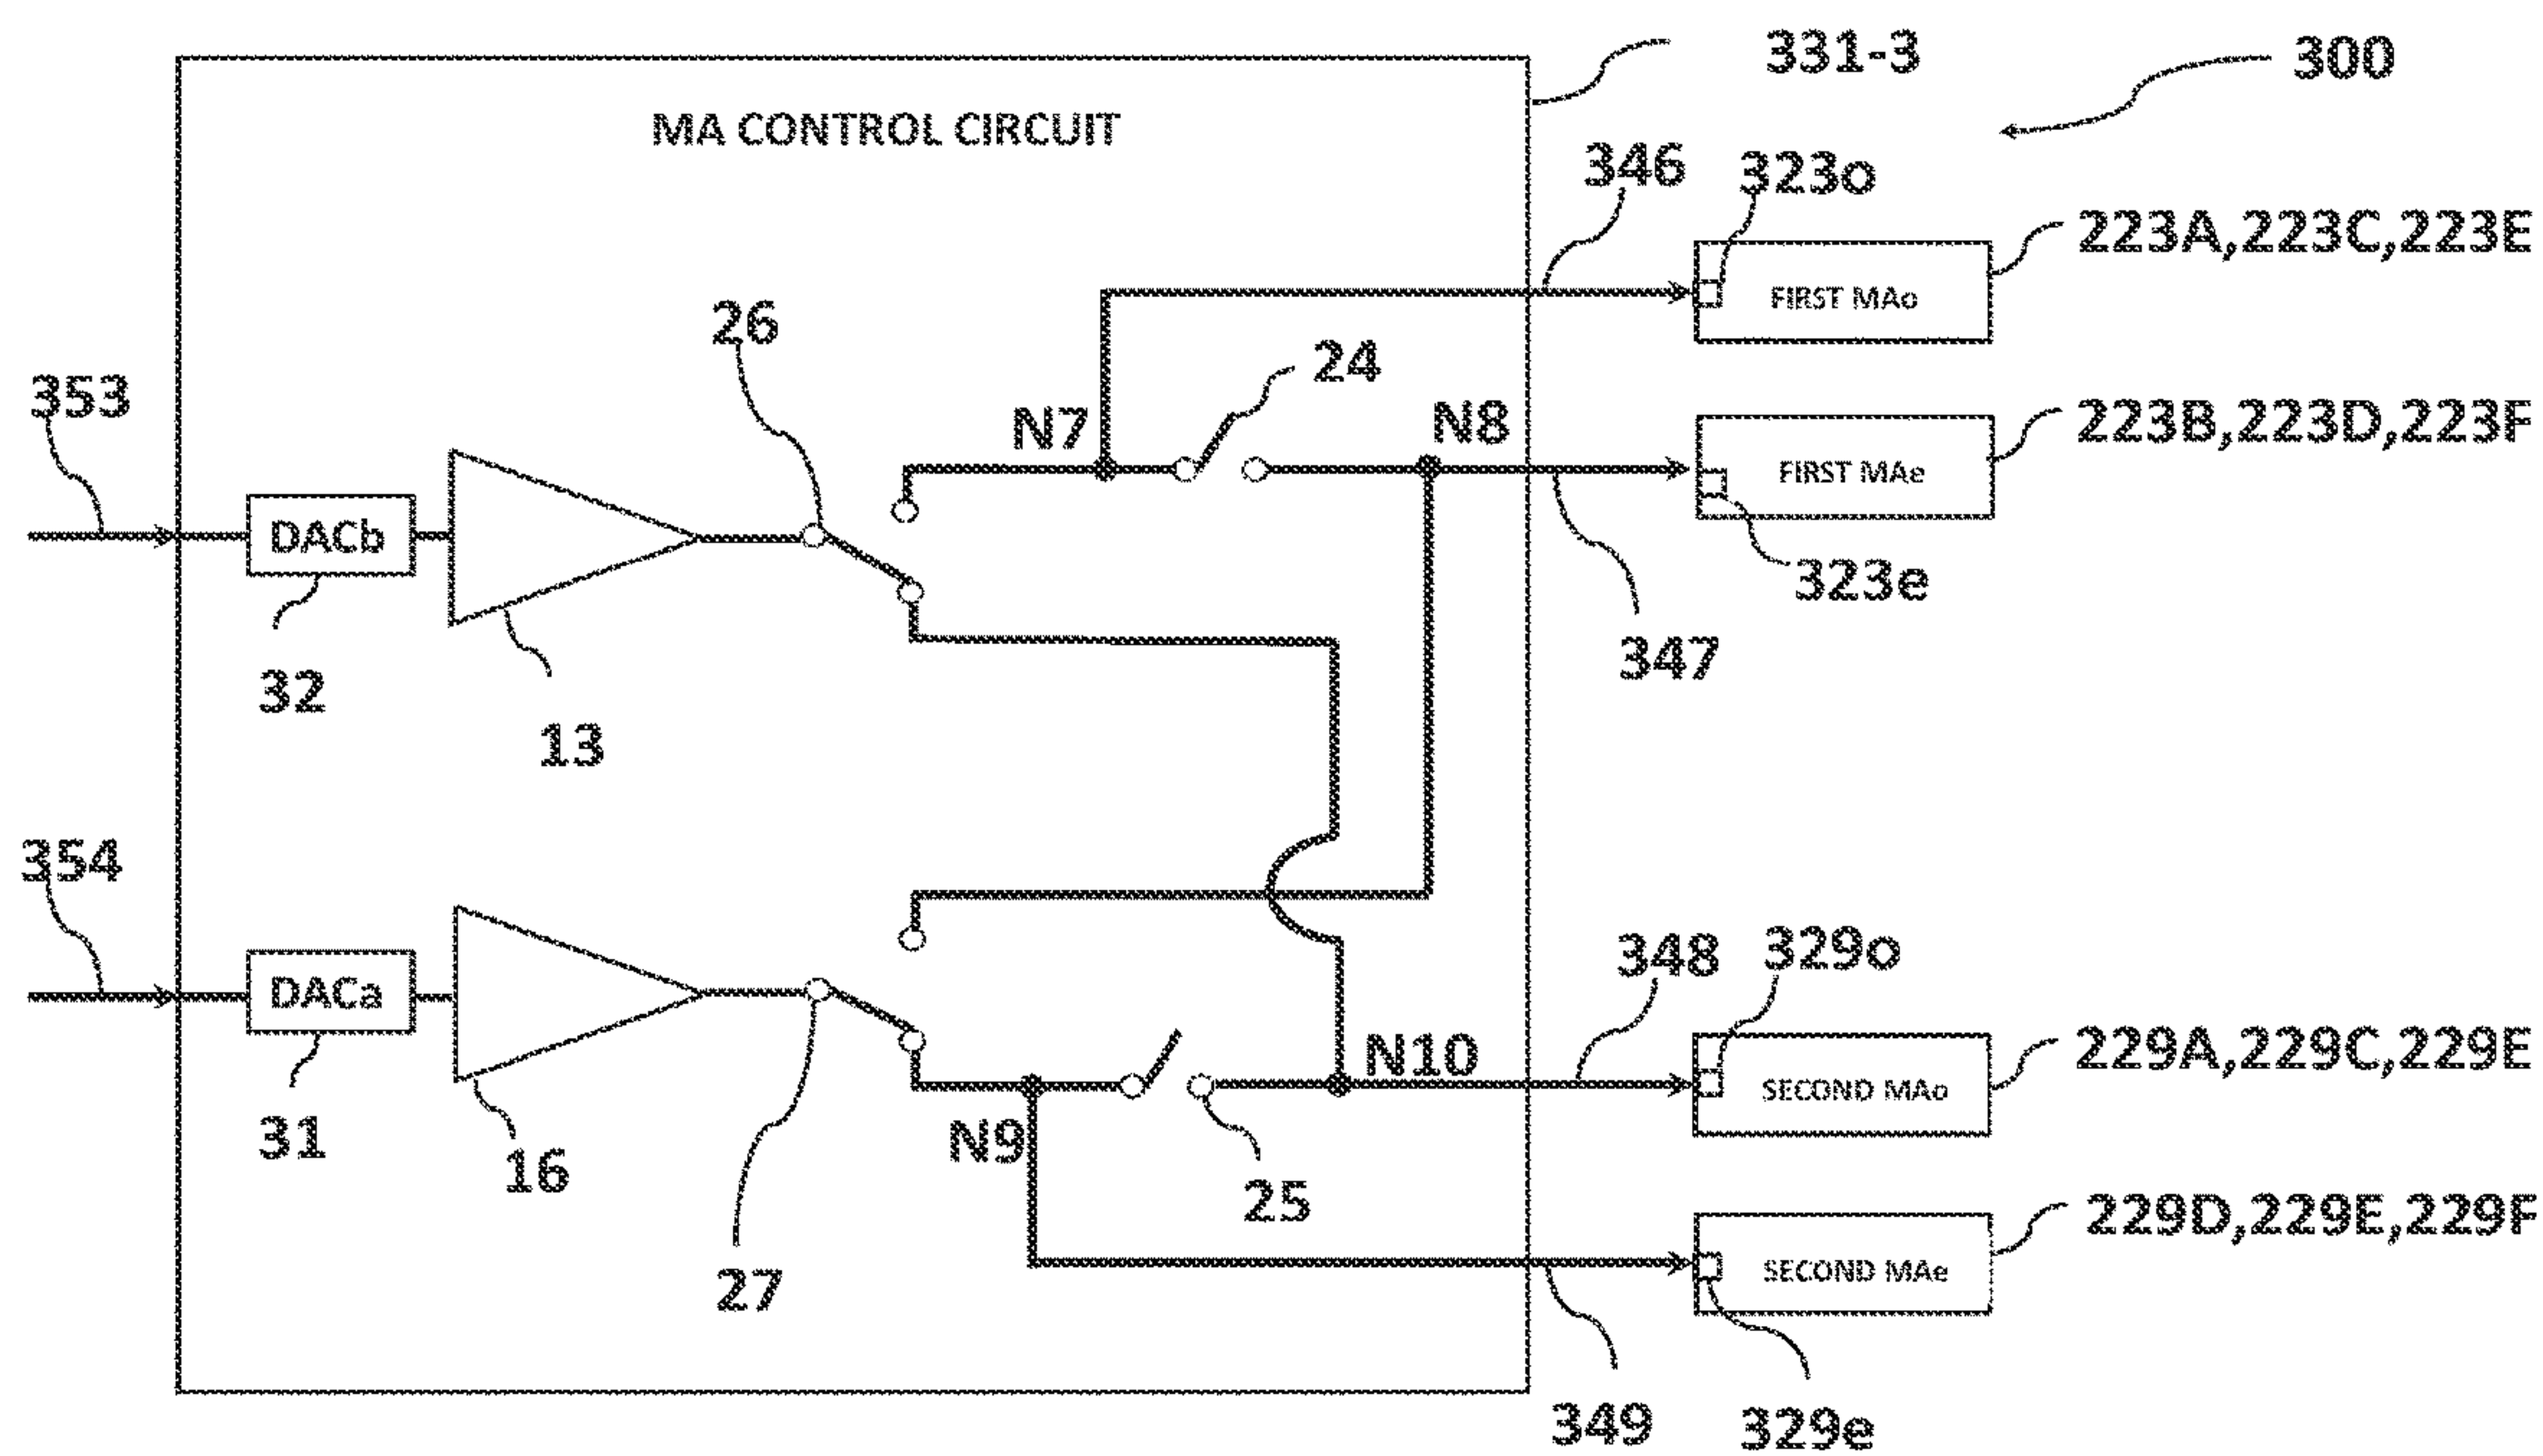 331-3
300
MA CONTROL CIRCUIT
346
323o
223A,223C,223E
FIRST MAo
26
24
353
N7
N8
223B,223D,223F
FIRST MAe
DACb
323e
347
32
13
354
348
329o
DACa
N10
229A,229C,229E
SECOND MAo
31
16
N9
25
229D,229E,229F
SECOND MAe
27
349
329e